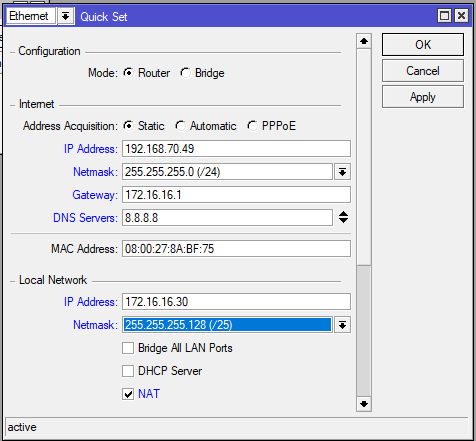 Ethernet Quick Set
Configuration
Mode: Router Bridge
Internet
Address Acquisition: Static Automatic PPPoE
IP Address: 192.168.70.49
Netmask: 255.255.255.0 (/24)
Gateway: 172.16.16.1
DNS Servers: 8.8.8.8
MAC Address: 08:00:27:8A:BF:75
Local Network
IP Address: 172.16.16.30
Netmask: 255.255.255.128 (/25)
Bridge All LAN Ports
DHCP Server
NAT
OK
Cancel
Apply
active